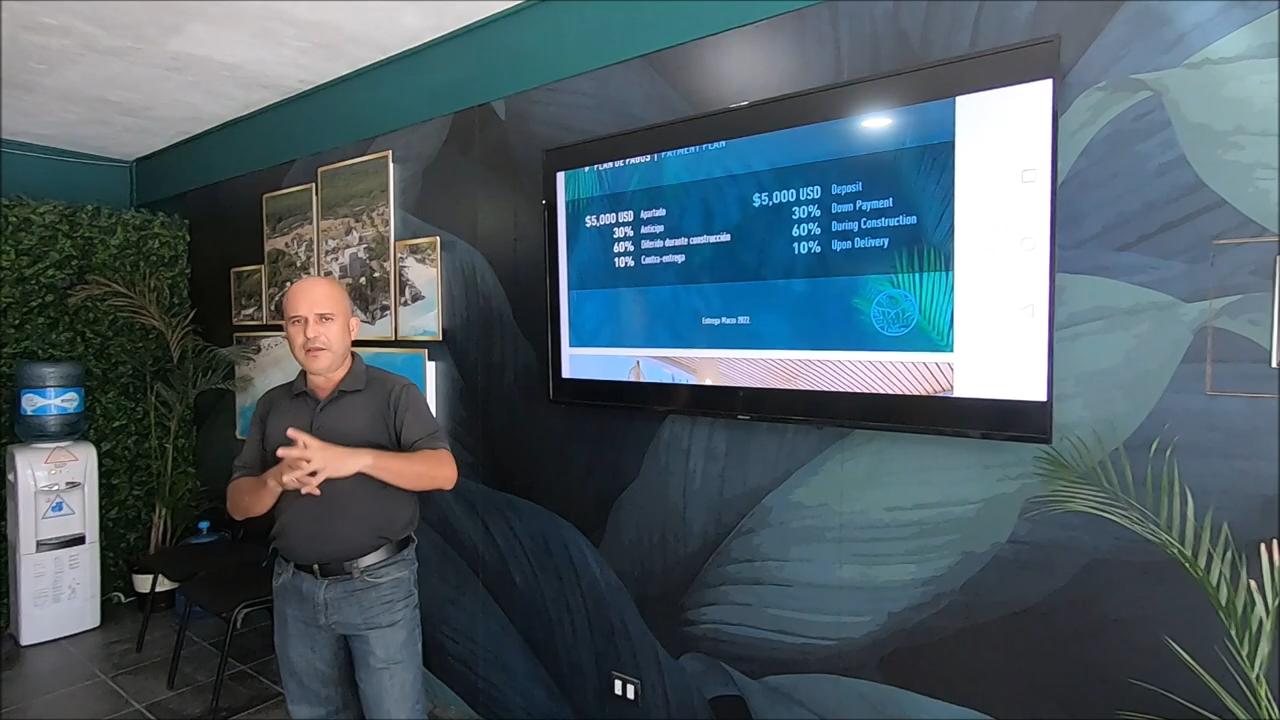 PLAN DE PAGOS | PAYMENT PLAN
$5,000 USD Apartado
30% Anticipo
60% Diferido durante construcción
10% Contra-entrega
$5,000 USD Deposit
30% Down Payment
60% During Construction
10% Upon Delivery
Entrega Marzo 2022.